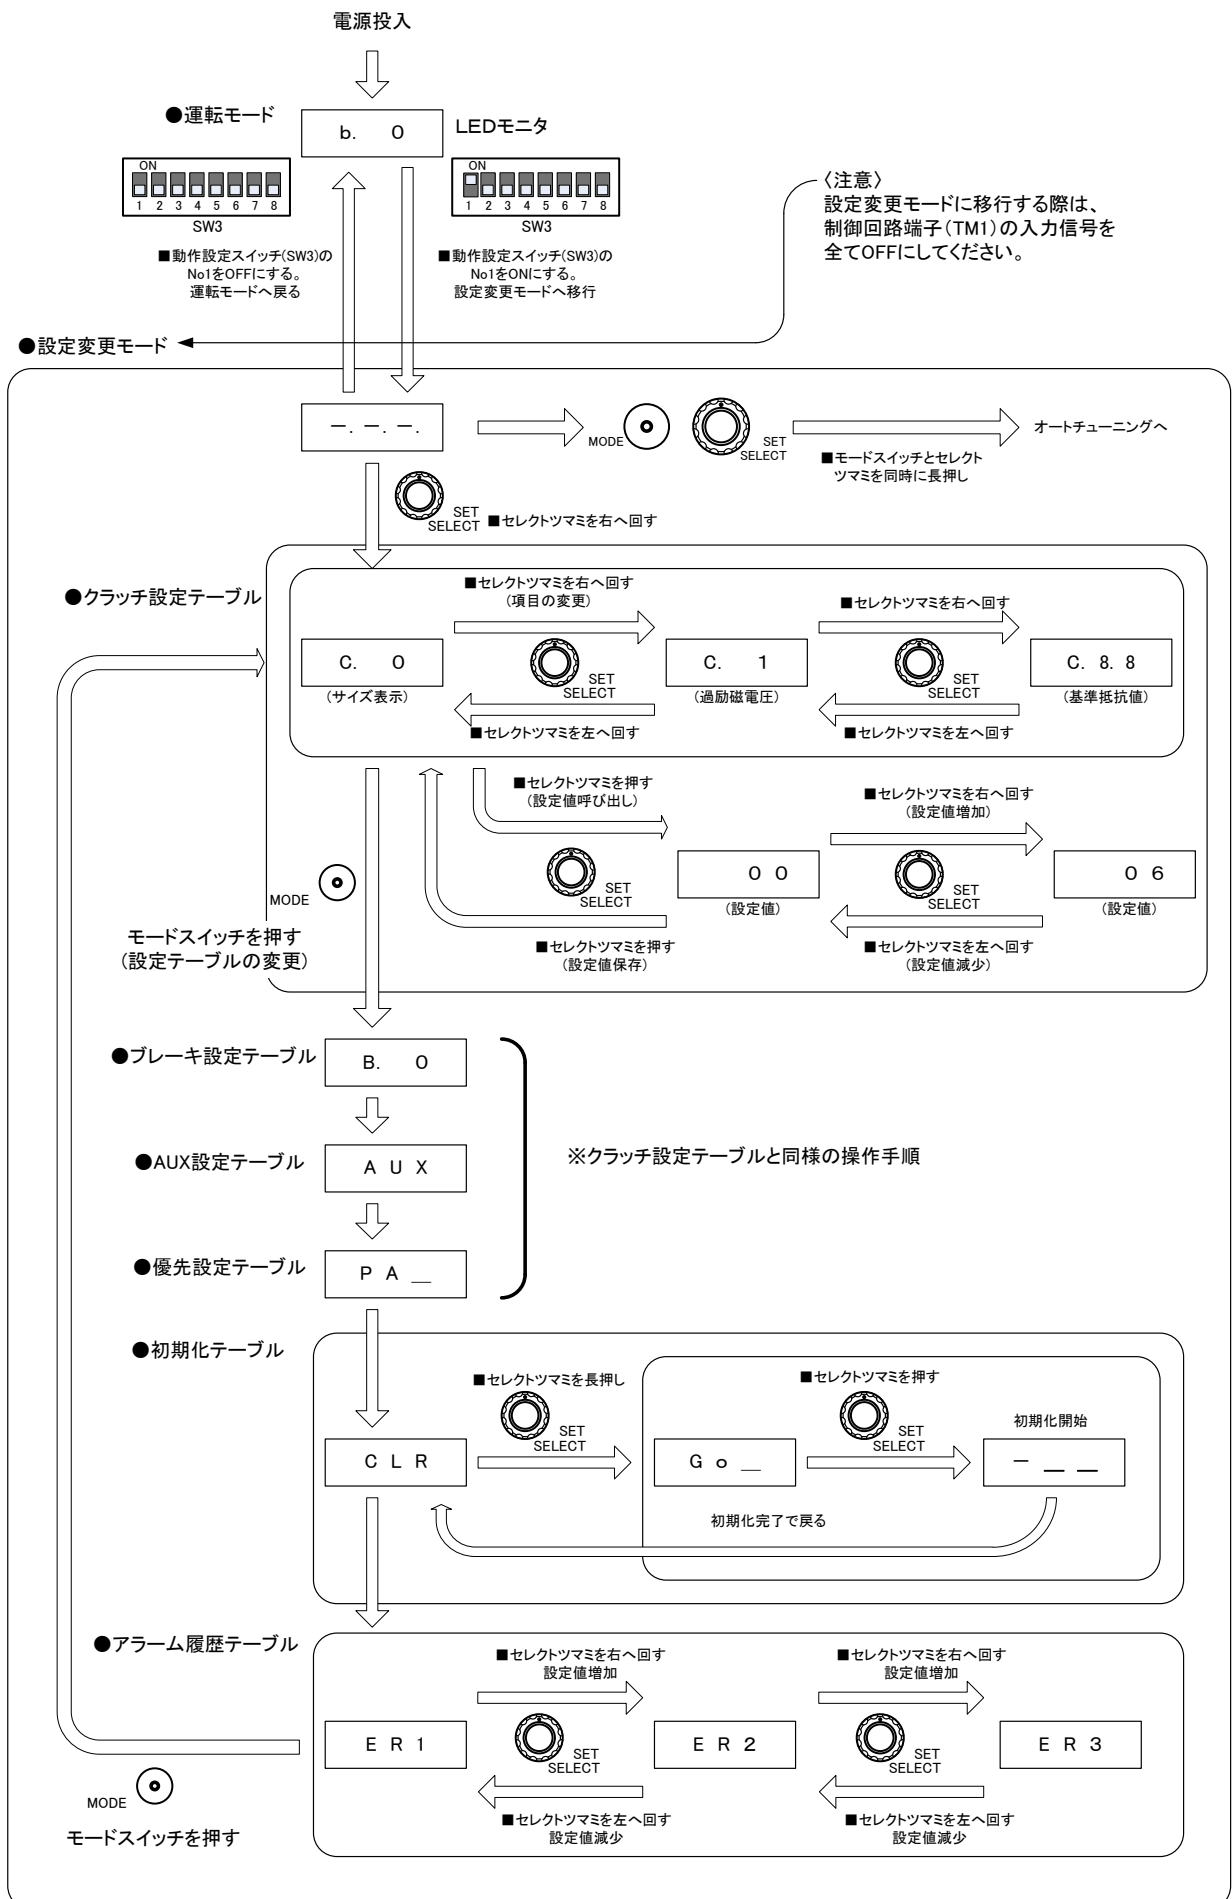 電源投入
●運転モード
b. 0
LEDモニタ
ON
1 2 3 4 5 6 7 8
SW3
■動作設定スイッチ(SW3)の
No1をOFFにする。
運転モードへ戻る
ON
1 2 3 4 5 6 7 8
SW3
■動作設定スイッチ(SW3)の
No1をONにする。
設定変更モードへ移行
〈注意〉
設定変更モードに移行する際は、
制御回路端子(TM1)の入力信号を
全てOFFにしてください。
●設定変更モード
－. －. －.
MODE
SET
SELECT
■モードスイッチとセレクト
ツマミを同時に長押し
オートチューニングへ
SET
SELECT
■セレクトツマミを右へ回す
●クラッチ設定テーブル
■セレクトツマミを右へ回す
(項目の変更)
■セレクトツマミを右へ回す
C. 0
(サイズ表示)
SET
SELECT
C. 1
(過励磁電圧)
SET
SELECT
C. 8. 8
(基準抵抗値)
■セレクトツマミを左へ回す
■セレクトツマミを左へ回す
■セレクトツマミを押す
(設定値呼び出し)
■セレクトツマミを右へ回す
(設定値増加)
SET
SELECT
0 0
(設定値)
SET
SELECT
0 6
(設定値)
■セレクトツマミを押す
(設定値保存)
■セレクトツマミを左へ回す
(設定値減少)
MODE
モードスイッチを押す
(設定テーブルの変更)
●ブレーキ設定テーブル
B. 0
●AUX設定テーブル
A U X
※クラッチ設定テーブルと同様の操作手順
●優先設定テーブル
P A _
●初期化テーブル
■セレクトツマミを長押し
SET
SELECT
■セレクトツマミを押す
SET
SELECT
初期化開始
C L R
G o _
－ _ _
初期化完了で戻る
●アラーム履歴テーブル
■セレクトツマミを右へ回す
設定値増加
■セレクトツマミを右へ回す
設定値増加
E R 1
SET
SELECT
E R 2
SET
SELECT
E R 3
■セレクトツマミを左へ回す
設定値減少
■セレクトツマミを左へ回す
設定値減少
MODE
モードスイッチを押す